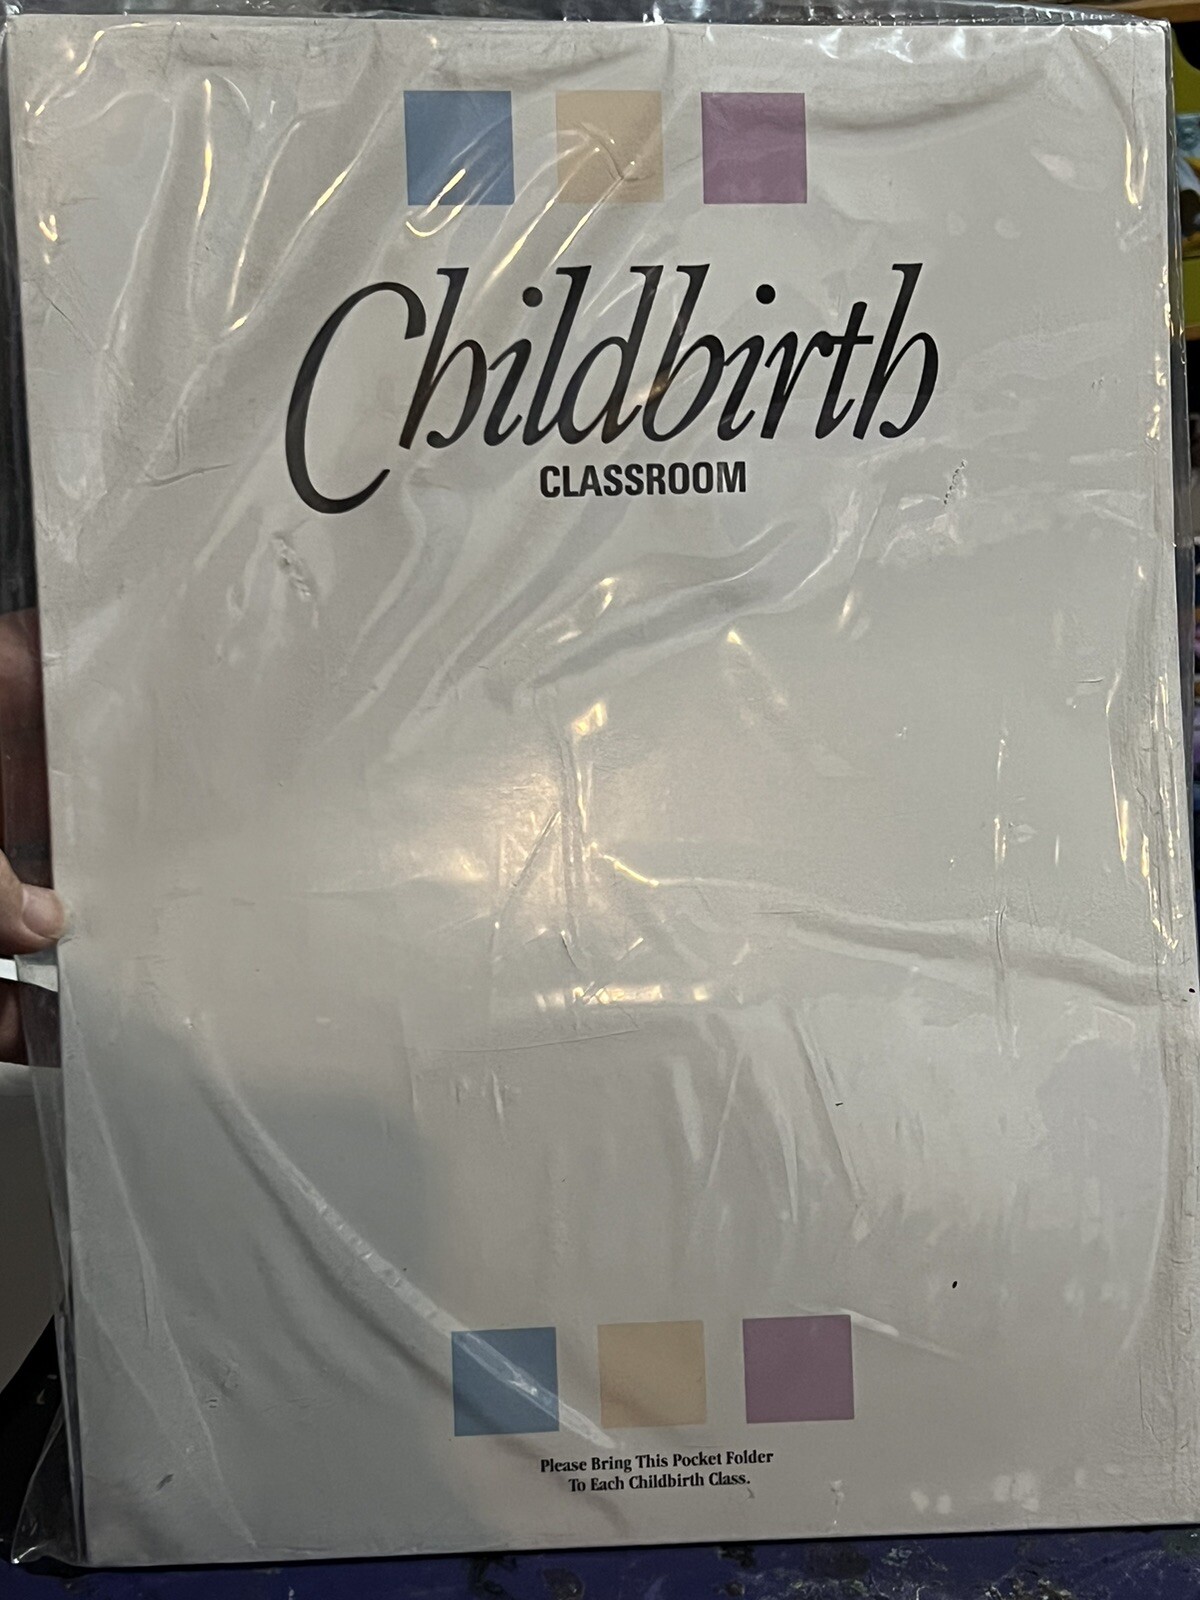 Childbirth
CLASSROOM
Please Bring This Pocket Folder
To Each Childbirth Class.